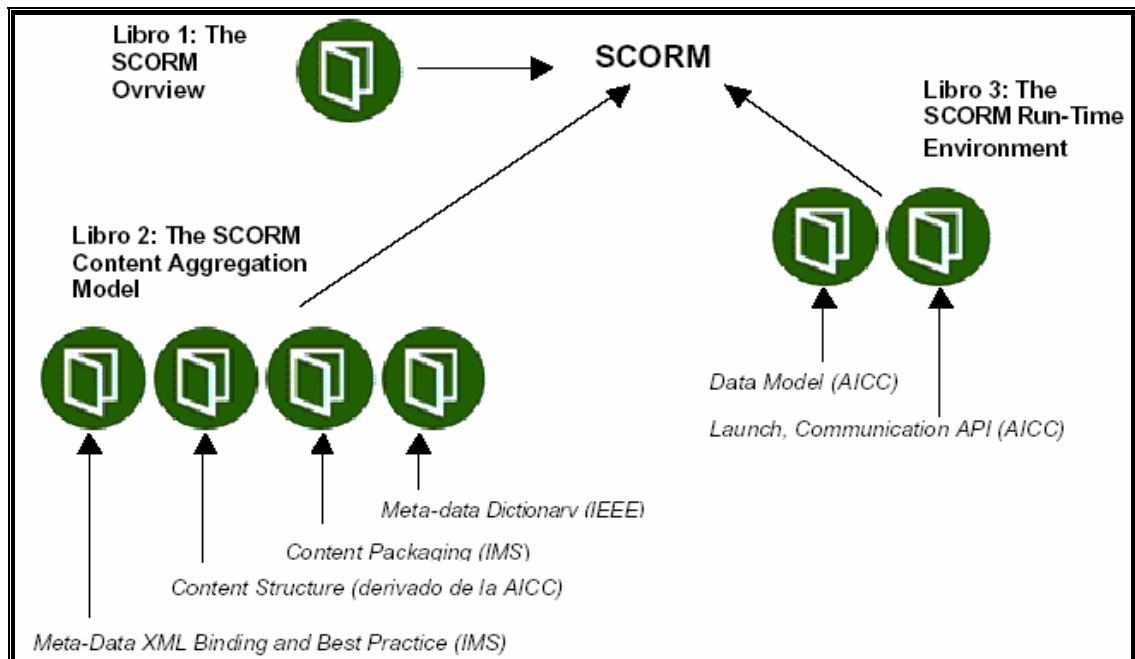 Libro 1: The
SCORM
Ovrview
SCORM
Libro 3: The
SCORM Run-Time
Environment
Libro 2: The SCORM
Content Aggregation
Model
Data Model (AICC)
Launch, Communication API (AICC)
Meta-data Dictionary (IEEE)
Content Packaging (IMS)
Content Structure (derivado de la AICC)
Meta-Data XML Binding and Best Practice (IMS)